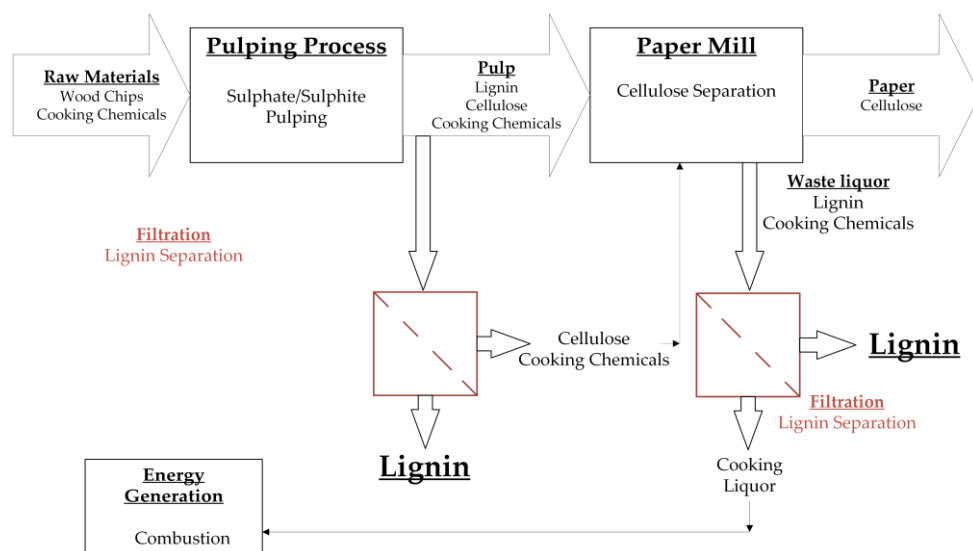 Raw Materials
Wood Chips
Cooking Chemicals
Pulping Process
Sulphate/Sulphite
Pulping
Pulp
Lignin
Cellulose
Cooking Chemicals
Paper Mill
Cellulose Separation
Paper
Cellulose
Waste liquor
Lignin
Cooking Chemicals
Filtration
Lignin Separation
Cellulose
Cooking Chemicals
Lignin
Lignin
Filtration
Lignin Separation
Cooking
Liquor
Energy
Generation
Combustion